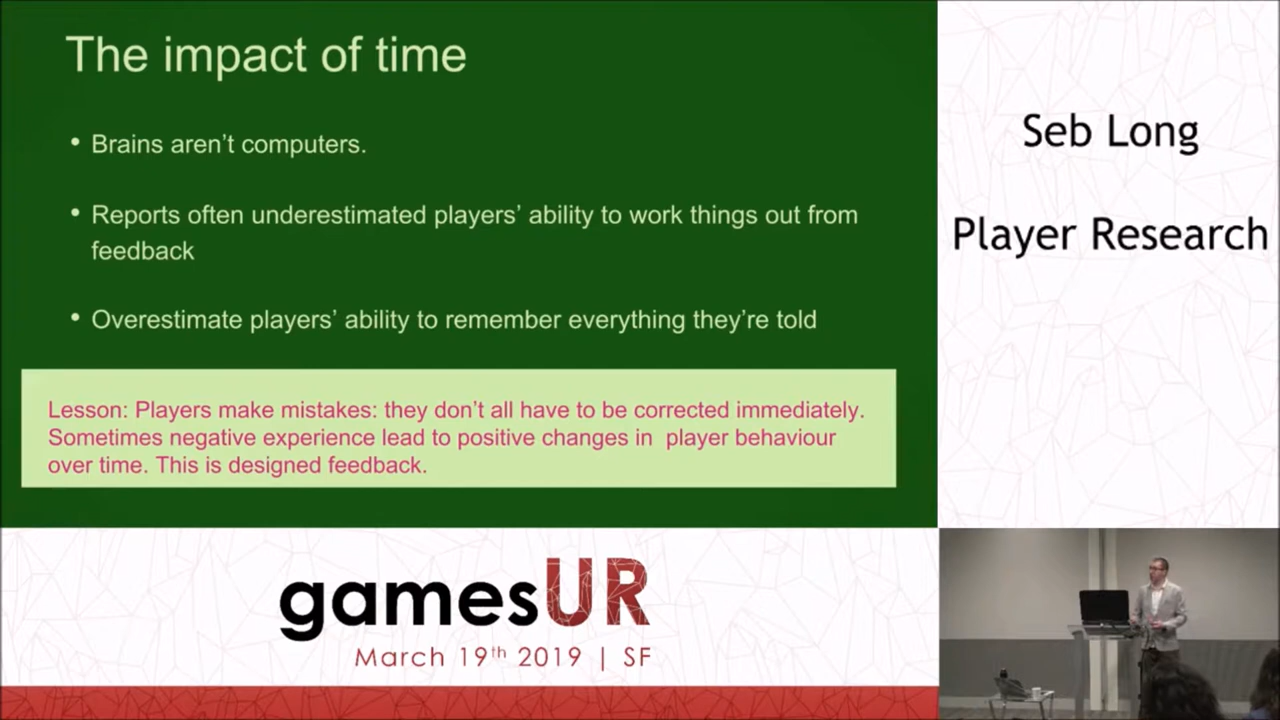 The impact of time
• Brains aren't computers.
• Reports often underestimated players' ability to work things out from
feedback
• Overestimate players' ability to remember everything they're told
Lesson: Players make mistakes: they don't all have to be corrected immediately.
Sometimes negative experience lead to positive changes in  player behaviour
over time. This is designed feedback.
Seb Long
Player Research
gamesUR
March 19th 2019 | SF